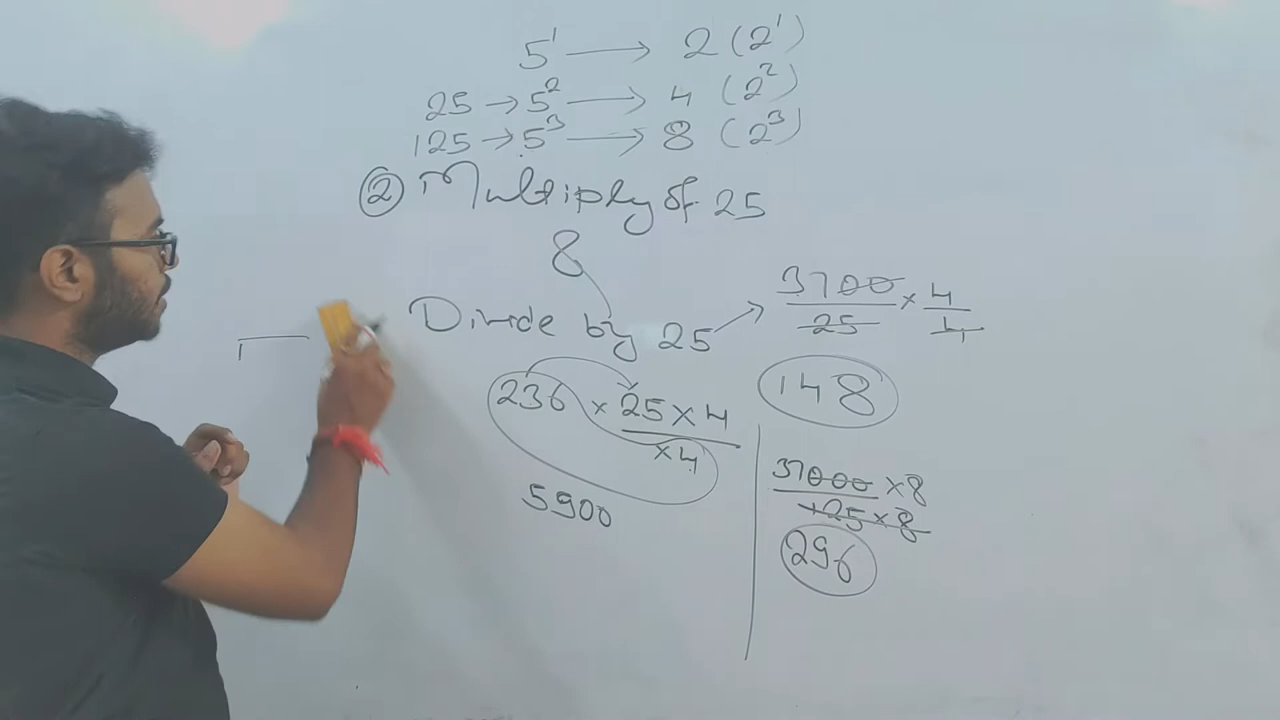 5¹ → 2 (2¹)
25 → 5² → 4 (2²)
125 → 5³ → 8 (2³)
② Multiply of 25
8
Divide by 25 → 3700/25 × 4/4
148
236 × 25 × 4
× 4
5900
37000 × 8
125 × 8
296